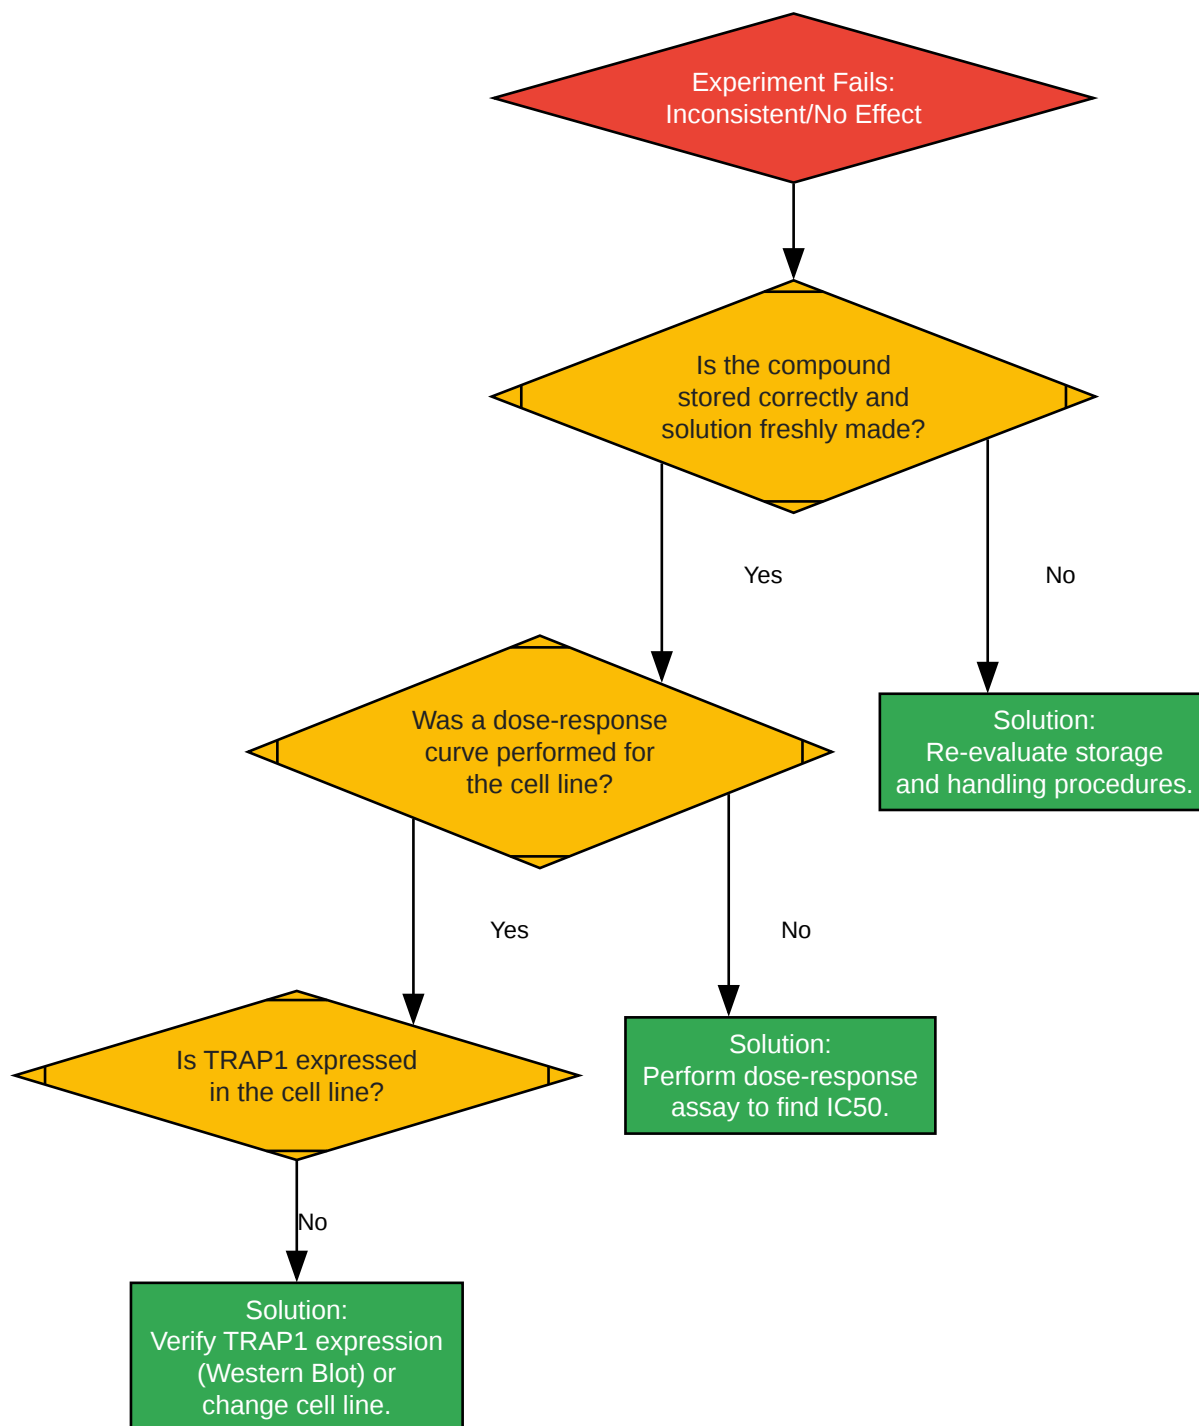 Experiment Fails:
Inconsistent/No Effect
Is the compound
stored correctly and
solution freshly made?
Yes
No
Was a dose-response
curve performed for
the cell line?
Solution:
Re-evaluate storage
and handling procedures.
Yes
No
Is TRAP1 expressed
in the cell line?
Solution:
Perform dose-response
assay to find IC50.
No
Solution:
Verify TRAP1 expression
(Western Blot) or
change cell line.